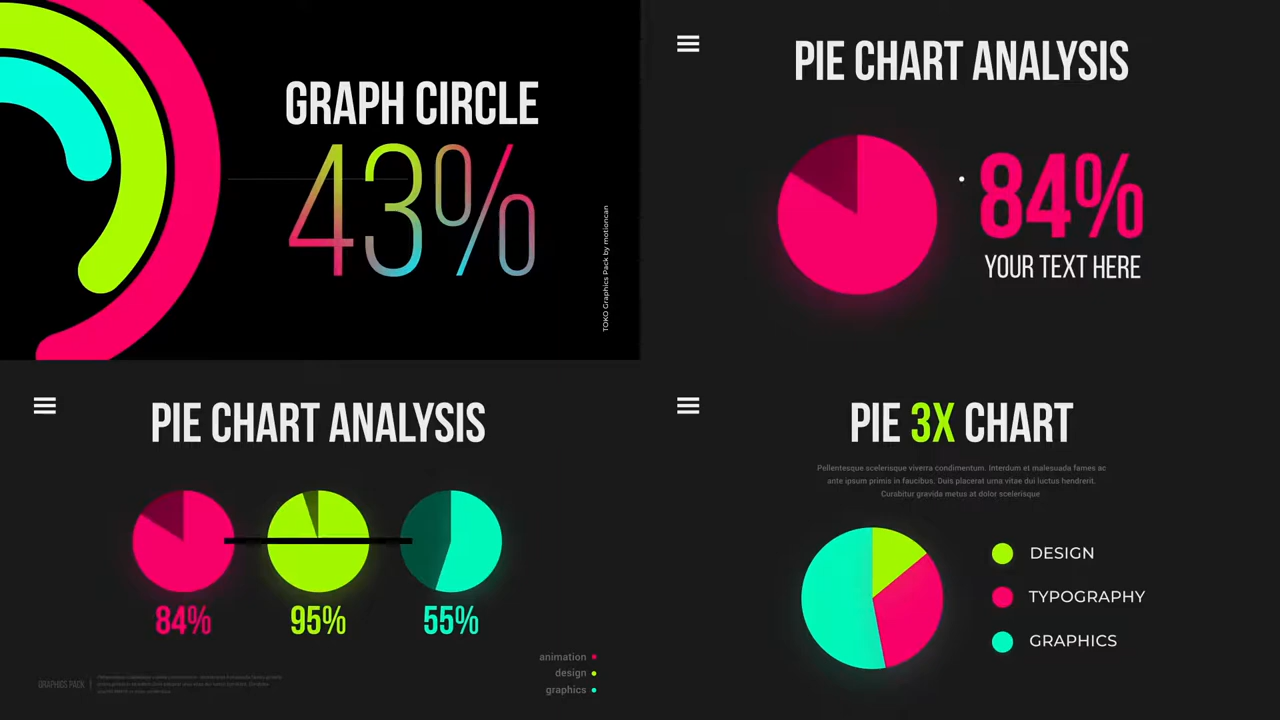 GRAPH CIRCLE
43%
TOKO Graphics Pack by motioncan
PIE CHART ANALYSIS
84%
YOUR TEXT HERE
PIE CHART ANALYSIS
84%
95%
55%
animation
design
graphics
GRAPHICS PACK
PIE 3X CHART
Pellentesque scelerisque viverra condimentum. Interdum et malesuada fames ac
ante ipsum primis in faucibus. Duis placerat urna vitae dui luctus hendrerit.
Curabitur gravida metus at dolor scelerisque
DESIGN
TYPOGRAPHY
GRAPHICS